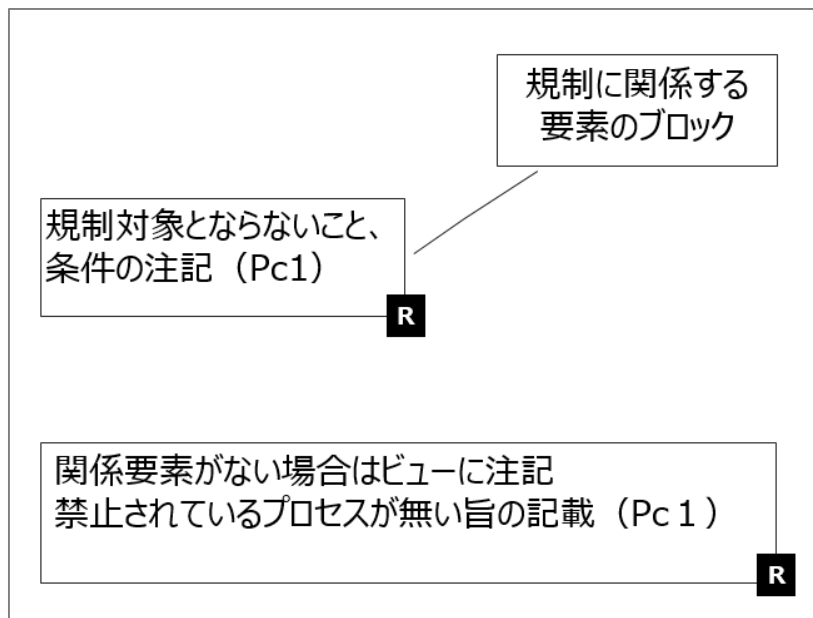 規制に関係する
要素のブロック
規制対象とならないこと、
条件の注記（Pc1）
R
関係要素がない場合はビューに注記
禁止されているプロセスが無い旨の記載（Pc１）
R